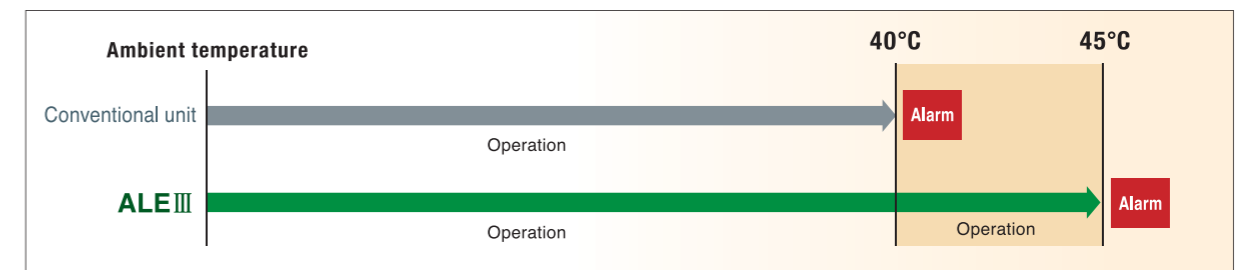 Ambient temperature
40°C
45°C
Conventional unit
Alarm
Operation
ALEⅢ
Alarm
Operation
Operation